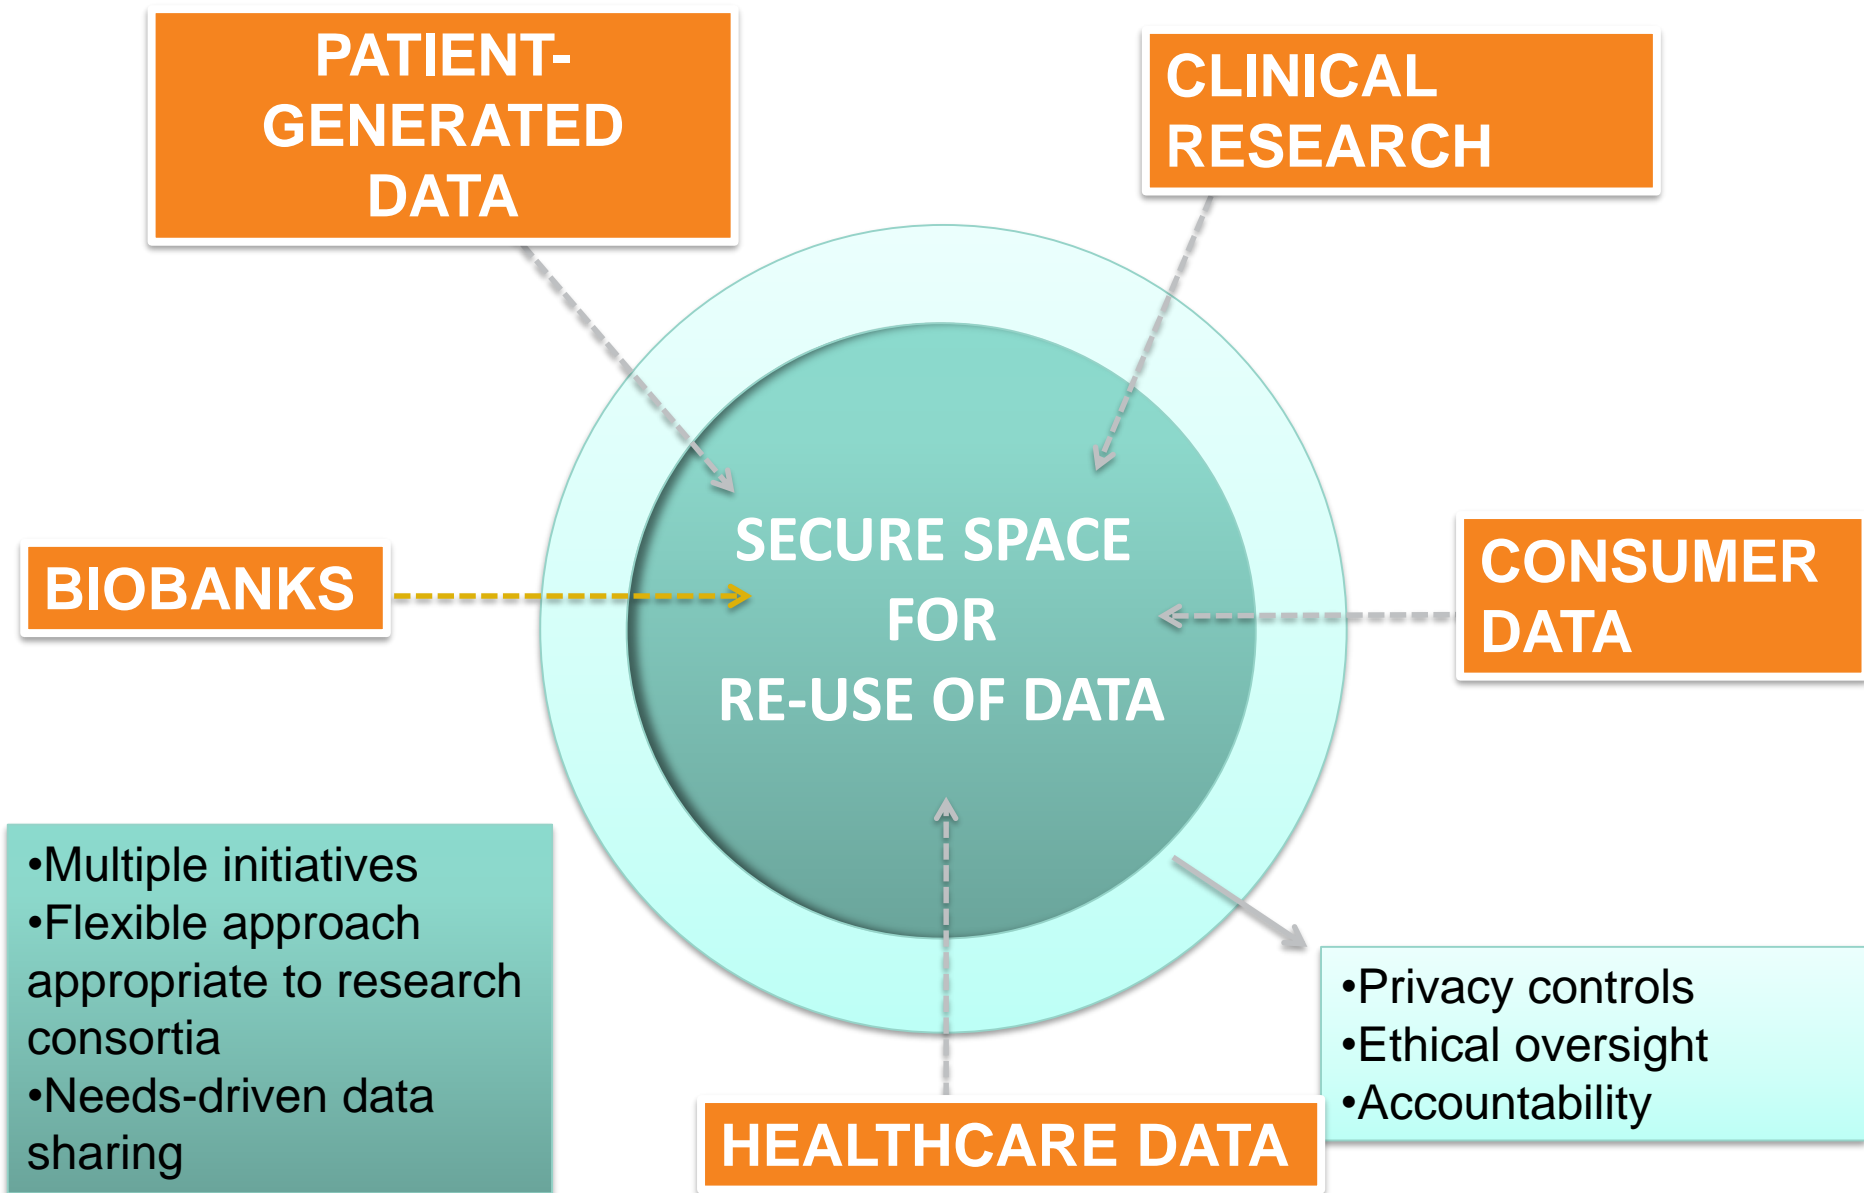 PATIENT-
GENERATED
DATA
CLINICAL
RESEARCH
SECURE SPACE
FOR
RE-USE OF DATA
BIOBANKS
CONSUMER
DATA
•Multiple initiatives
•Flexible approach
appropriate to research
consortia
•Needs-driven data
sharing
•Privacy controls
•Ethical oversight
•Accountability
HEALTHCARE DATA